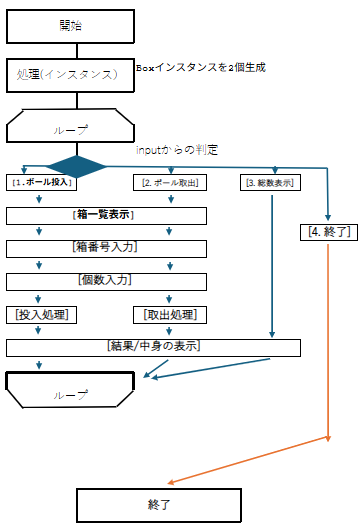 開始
処理(インスタンス)
Boxインスタンスを2個生成
ループ
inputからの判定
[1.ボール投入]
[2. ボール取出]
[3. 総数表示]
[箱一覧表示]
[4. 終了]
[箱番号入力]
[個数入力]
[投入処理]
[取出処理]
[結果/中身の表示]
ループ
終了